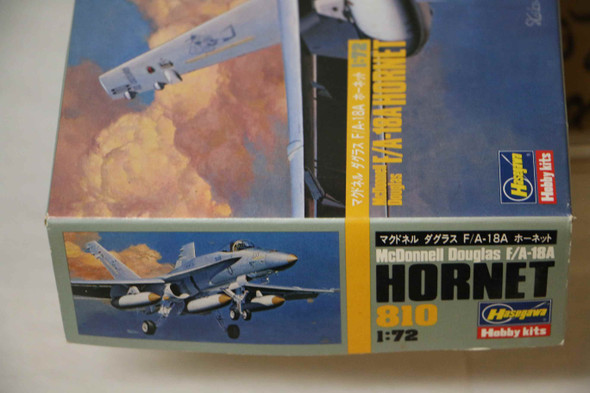 マクドネル ダグラス F/A-18A ホーネット 1:72
McDonnell Douglas F/A-18A HORNET
Hasegawa
Hobby kits
マクドネル ダグラス F/A-18A ホーネット
McDonnell Douglas F/A-18A
HORNET
810
1:72
Hasegawa
Hobby kits